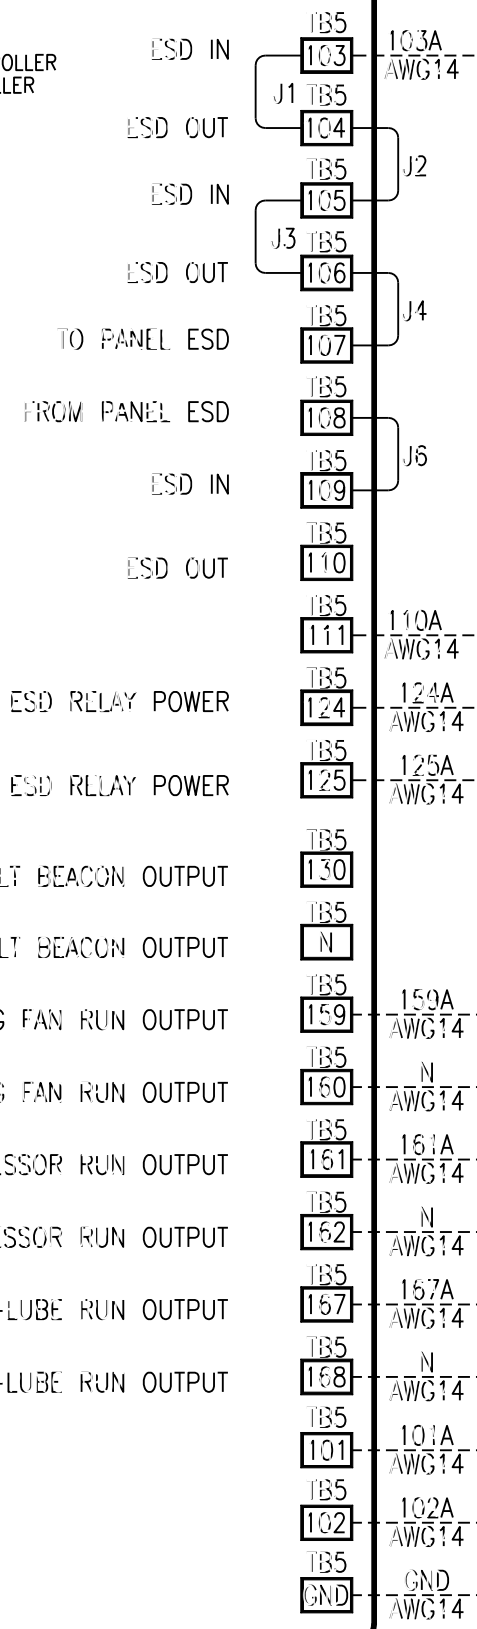 TB5
ESD IN 103 103A
OLLER AWG14
LLER
J1 TB5
ESD OUT 104
TB5 J2
ESD IN 105
J3 TB5
ESD OUT 106
TB5 J4
TO PANEL ESD 107
TB5
FROM PANEL ESD 108
TB5 J6
ESD IN 109
TB5
ESD OUT 110
TB5 110A
111 AWG14
TB5 124A
ESD RELAY POWER 124 AWG14
TB5 125A
ESD RELAY POWER 125 AWG14
TB5
LT BEACON OUTPUT 130
TB5
LT BEACON OUTPUT N
TB5 159A
G FAN RUN OUTPUT 159 AWG14
TB5 N
G FAN RUN OUTPUT 160 AWG14
TB5 161A
SSOR RUN OUTPUT 161 AWG14
TB5 N
ESSOR RUN OUTPUT 162 AWG14
TB5 167A
-LUBE RUN OUTPUT 167 AWG14
TB5 N
-LUBE RUN OUTPUT 168 AWG14
TB5 101A
101 AWG14
TB5 102A
102 AWG14
TB5 GND
GND AWG14